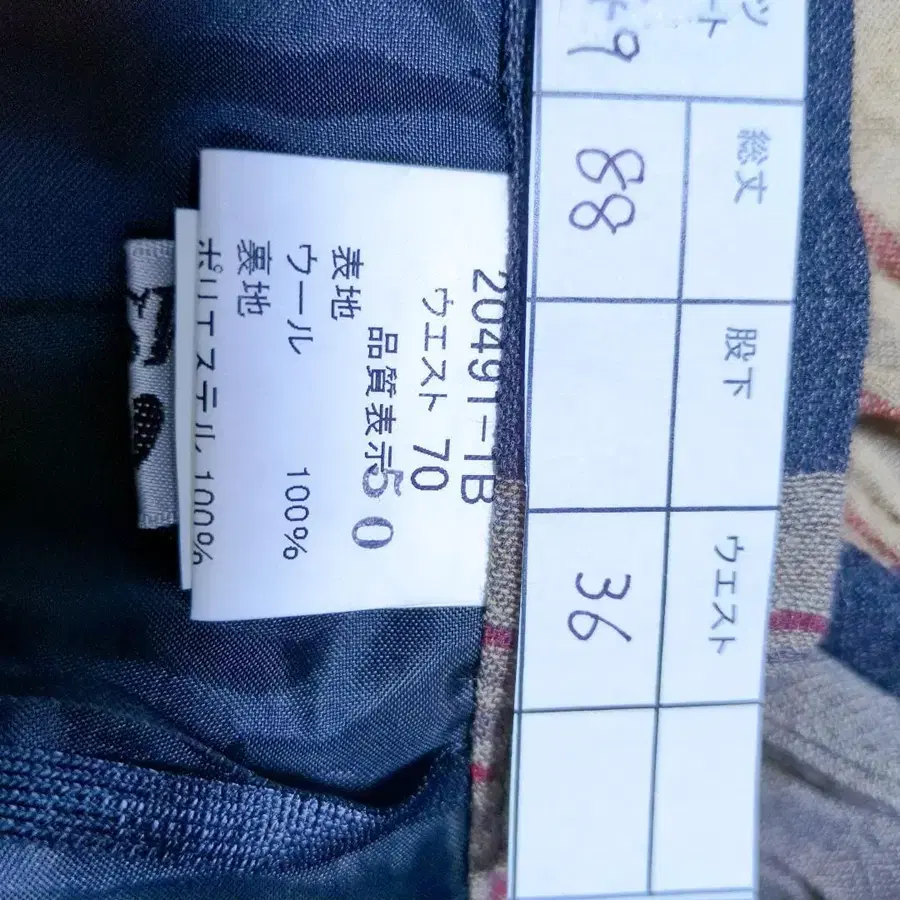 総丈 股下 ウエスト
88 36
20491-1B
ウエスト 70
品質表示
50
表地
ウール 100%
裏地
ポリエステル 100%